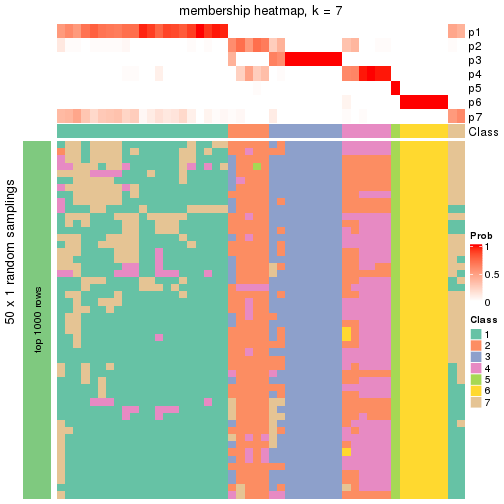 membership heatmap, k = 7
p1
p2
p3
p4
p5
p6
p7
Class
50 x 1 random samplings
top 1000 rows
Prob
1
0.5
0
Class
1
2
3
4
5
6
7